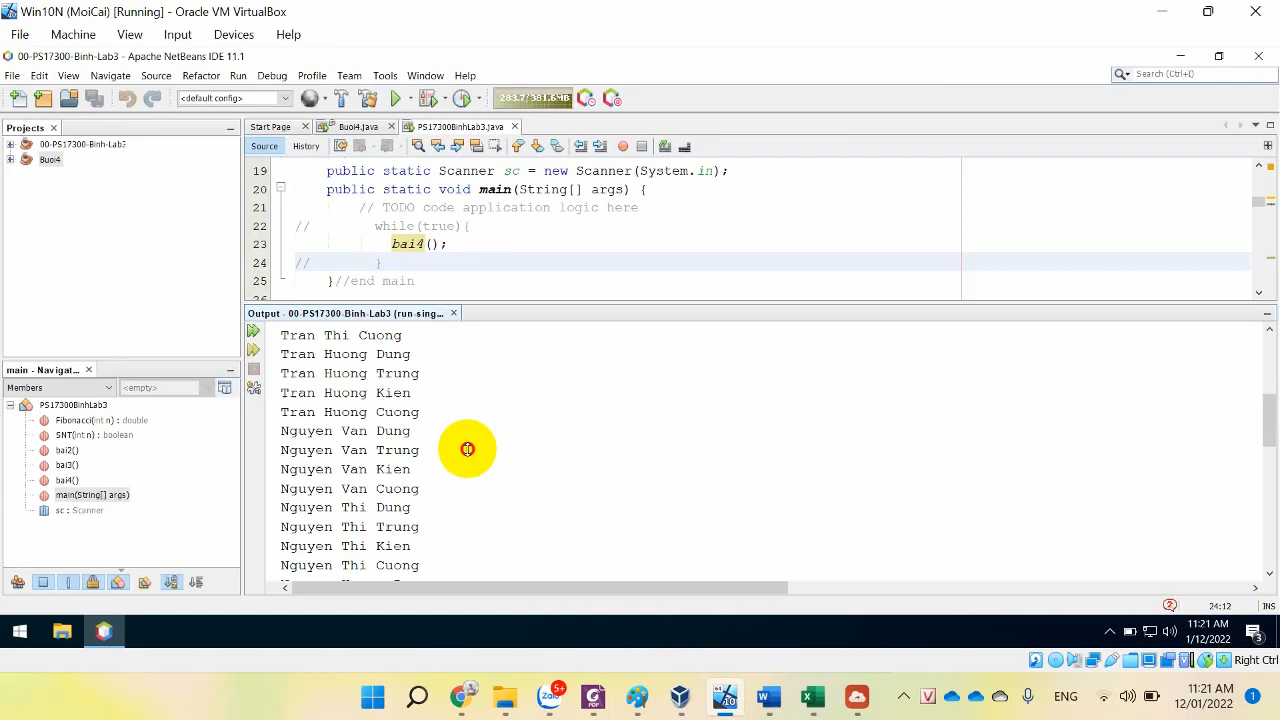 Win10N (MoiCai) [Running] - Oracle VM VirtualBox
File Machine View Input Devices Help
00-PS17300-Binh-Lab3 - Apache NetBeans IDE 11.1
File Edit View Navigate Source Refactor Run Debug Profile Team Tools Window Help
Search (Ctrl+I)
<default config>
283.7/381.6MB
Projects
Start Page Buoi4.java PS17300BinhLab3.java
00-PS17300-Binh-Lab3
Buoi4
Source History
19 public static Scanner sc = new Scanner(System.in);
20 public static void main(String[] args) {
21 // TODO code application logic here
22 // while(true){
23 bai4();
24 // }
25 }//end main
Output - 00-PS17300-Binh-Lab3 (run-sing...
Tran Thi Cuong
Tran Huong Dung
Tran Huong Trung
Tran Huong Kien
Tran Huong Cuong
Nguyen Van Dung
Nguyen Van Trung
Nguyen Van Kien
Nguyen Van Cuong
Nguyen Thi Dung
Nguyen Thi Trung
Nguyen Thi Kien
Nguyen Thi Cuong
main - Navigat...
Members <empty>
PS17300BinhLab3
Fibonacci(int n) : double
SNT(int n) : boolean
bai2()
bai3()
bai4()
main(String[] args)
sc : Scanner
2 24:12 INS
11:21 AM
1/12/2022
3
Right Ctrl
5+
ENG
11:21 AM
12/01/2022
1